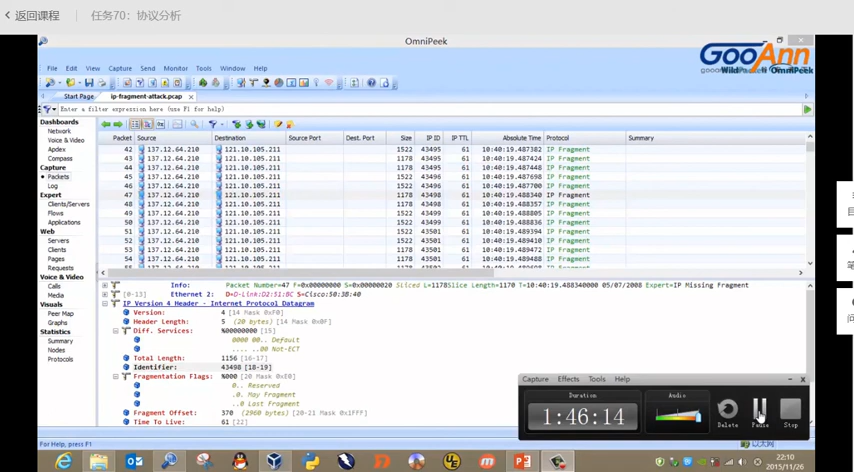 返回课程 任务70：协议分析
OmniPeek
GooAnn
WildPackets OmniPeek
File Edit View Capture Send Monitor Tools Window Help
Start Page ip-fragment-attack.pcap
Enter a filter expression here (use F1 for help)
Dashboards
Network
Voice & Video
Apdex
Compass
Capture
Packets
Log
Expert
Clients/Servers
Flows
Applications
Web
Servers
Clients
Pages
Requests
Voice & Video
Calls
Media
Visuals
Peer Map
Graphs
Statistics
Summary
Nodes
Protocols
Packet Source Destination Source Port Dest. Port Size IP ID IP TTL Absolute Time Protocol Summary
42 137.12.64.210 121.10.105.211 1522 43495 61 10:40:19.487382 IP Fragment
43 137.12.64.210 121.10.105.211 1178 43495 61 10:40:19.487424 IP Fragment
44 137.12.64.210 121.10.105.211 1178 43496 61 10:40:19.487448 IP Fragment
45 137.12.64.210 121.10.105.211 1522 43496 61 10:40:19.487698 IP Fragment
46 137.12.64.210 121.10.105.211 1522 43496 61 10:40:19.487700 IP Fragment
47 137.12.64.210 121.10.105.211 1178 43498 61 10:40:19.488340 IP Fragment
48 137.12.64.210 121.10.105.211 1178 43498 61 10:40:19.488357 IP Fragment
49 137.12.64.210 121.10.105.211 1522 43499 61 10:40:19.488805 IP Fragment
50 137.12.64.210 121.10.105.211 1522 43499 61 10:40:19.488836 IP Fragment
51 137.12.64.210 121.10.105.211 1522 43501 61 10:40:19.489394 IP Fragment
52 137.12.64.210 121.10.105.211 1522 43501 61 10:40:19.489410 IP Fragment
53 137.12.64.210 121.10.105.211 1178 43501 61 10:40:19.489472 IP Fragment
54 137.12.64.210 121.10.105.211 1178 43501 61 10:40:19.489488 IP Fragment
Info: Packet Number=47 F=0x00000000 S=0x00000020 Sliced L=1178Slice Length=1170 T=10:40:19.488340000 05/07/2008 Expert=IP Missing Fragment
[0-13] Ethernet 2: D=D-Link:D2:51:BC S=Cisco:50:38:40
IP Version 4 Header - Internet Protocol Datagram
Version: 4 [14 Mask 0xF0]
Header Length: 5 (20 bytes) [14 Mask 0x0F]
Diff. Services: %00000000 [15]
0000 00.. Default
.... ..00 Not-ECT
Total Length: 1156 [16-17]
Identifier: 43498 [18-19]
Fragmentation Flags: %000 [20 Mask 0xE0]
0.. Reserved
.0. May Fragment
..0 Last Fragment
Fragment Offset: 370 (2960 bytes) [20-21 Mask 0x1FFF]
Time To Live: 61 [22]
Capture Effects Tools Help
Duration
1:46:14
Audio
Delete
Pause
Stop
For Help, press F1
以太网
22:10
2015/11/26